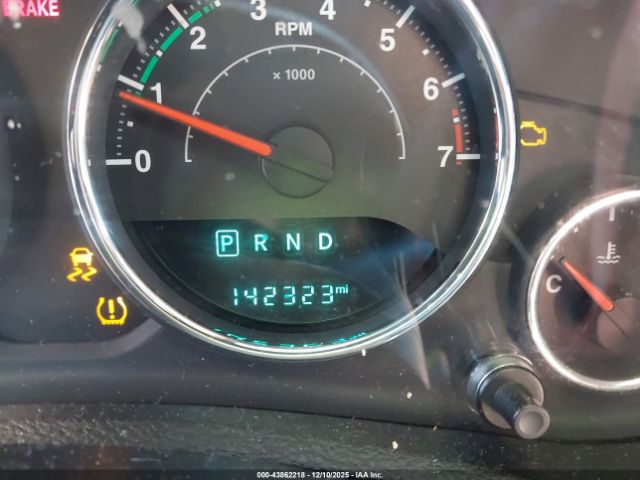 BRAKE
0 1 2 3 4 5 6 7
RPM
x 1000
P R N D
142323 mi
C
000-43862218 - 12/10/2025 - IAA Inc.